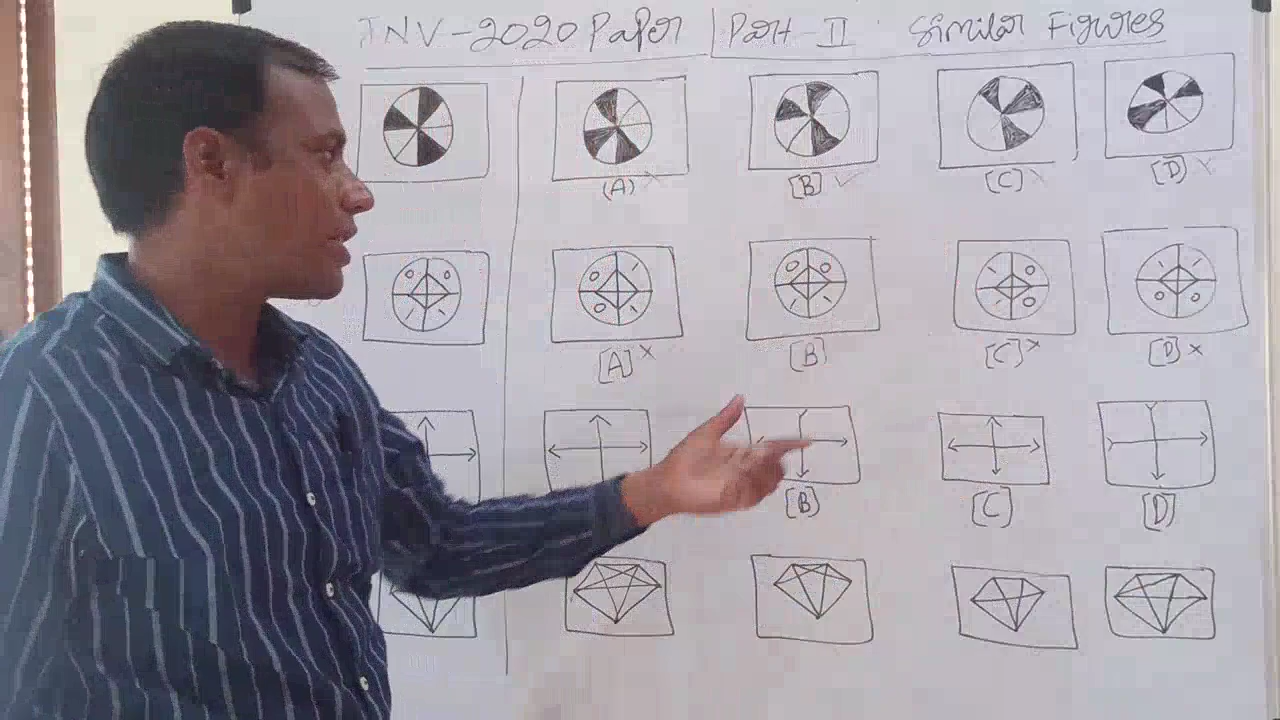 JNV-2020 Paper | Part-II Similar Figures
(A) × [B] ✓ [C] × [D] ×
[A] × [B] [C] × [D] ×
[B] [C] [D]